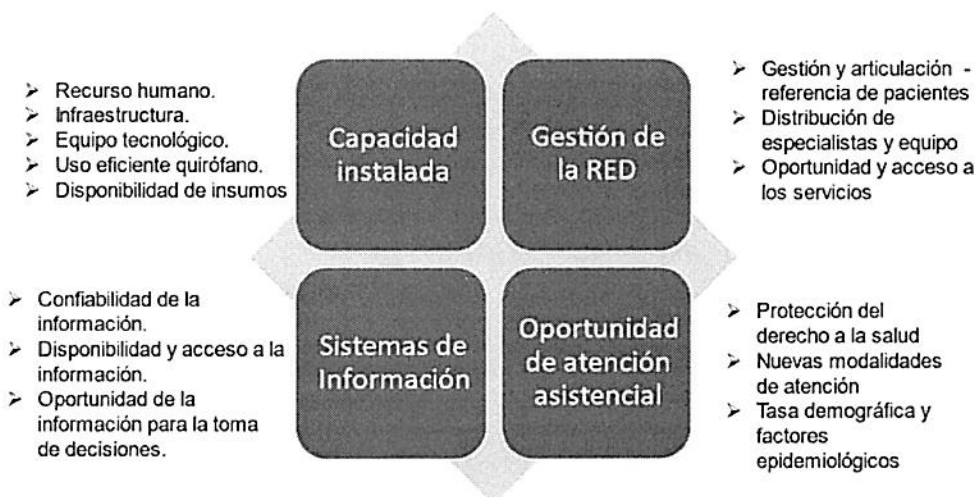 ➢ Recurso humano.
➢ Infraestructura.
➢ Equipo tecnológico.
➢ Uso eficiente quirófano.
➢ Disponibilidad de insumos
Capacidad
instalada
Gestión de
la RED
➢ Gestión y articulación -
referencia de pacientes
➢ Distribución de
especialistas y equipo
➢ Oportunidad y acceso a
los servicios
➢ Confiabilidad de la
información.
➢ Disponibilidad y acceso a la
información.
➢ Oportunidad de la
información para la toma
de decisiones.
Sistemas de
Información
Oportunidad
de atención
asistencial
➢ Protección del
derecho a la salud
➢ Nuevas modalidades
de atención
➢ Tasa demográfica y
factores
epidemiológicos